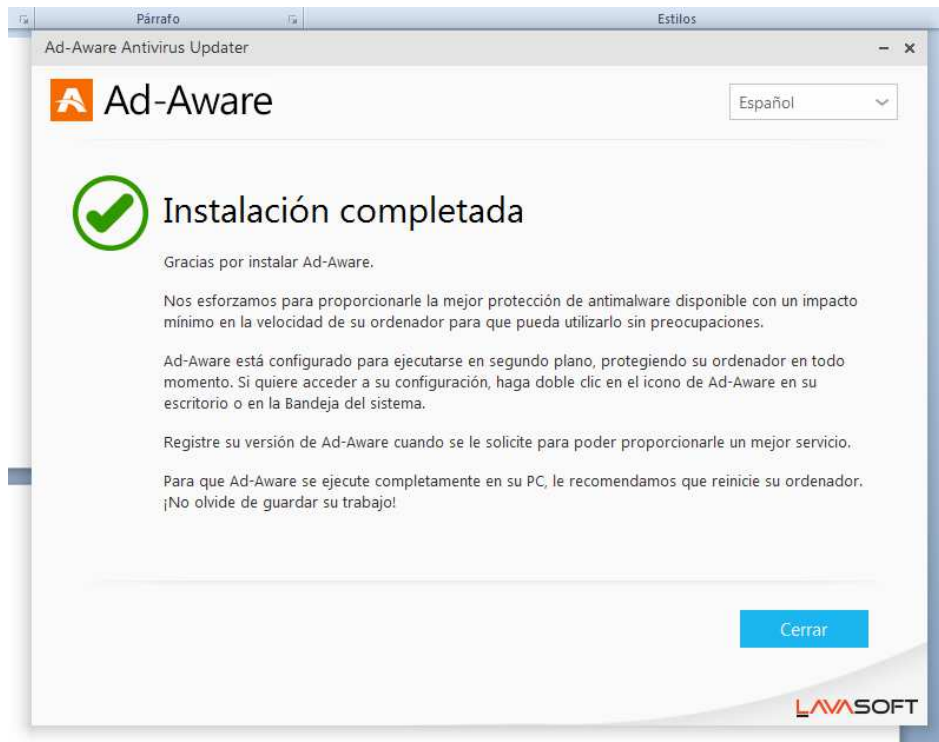 Párrafo
Estilos
Ad-Aware Antivirus Updater
Ad-Aware
Español
Instalación completada
Gracias por instalar Ad-Aware.
Nos esforzamos para proporcionarle la mejor protección de antimalware disponible con un impacto
mínimo en la velocidad de su ordenador para que pueda utilizarlo sin preocupaciones.
Ad-Aware está configurado para ejecutarse en segundo plano, protegiendo su ordenador en todo
momento. Si quiere acceder a su configuración, haga doble clic en el icono de Ad-Aware en su
escritorio o en la Bandeja del sistema.
Registre su versión de Ad-Aware cuando se le solicite para poder proporcionarle un mejor servicio.
Para que Ad-Aware se ejecute completamente en su PC, le recomendamos que reinicie su ordenador.
¡No olvide de guardar su trabajo!
Cerrar
LAVASOFT